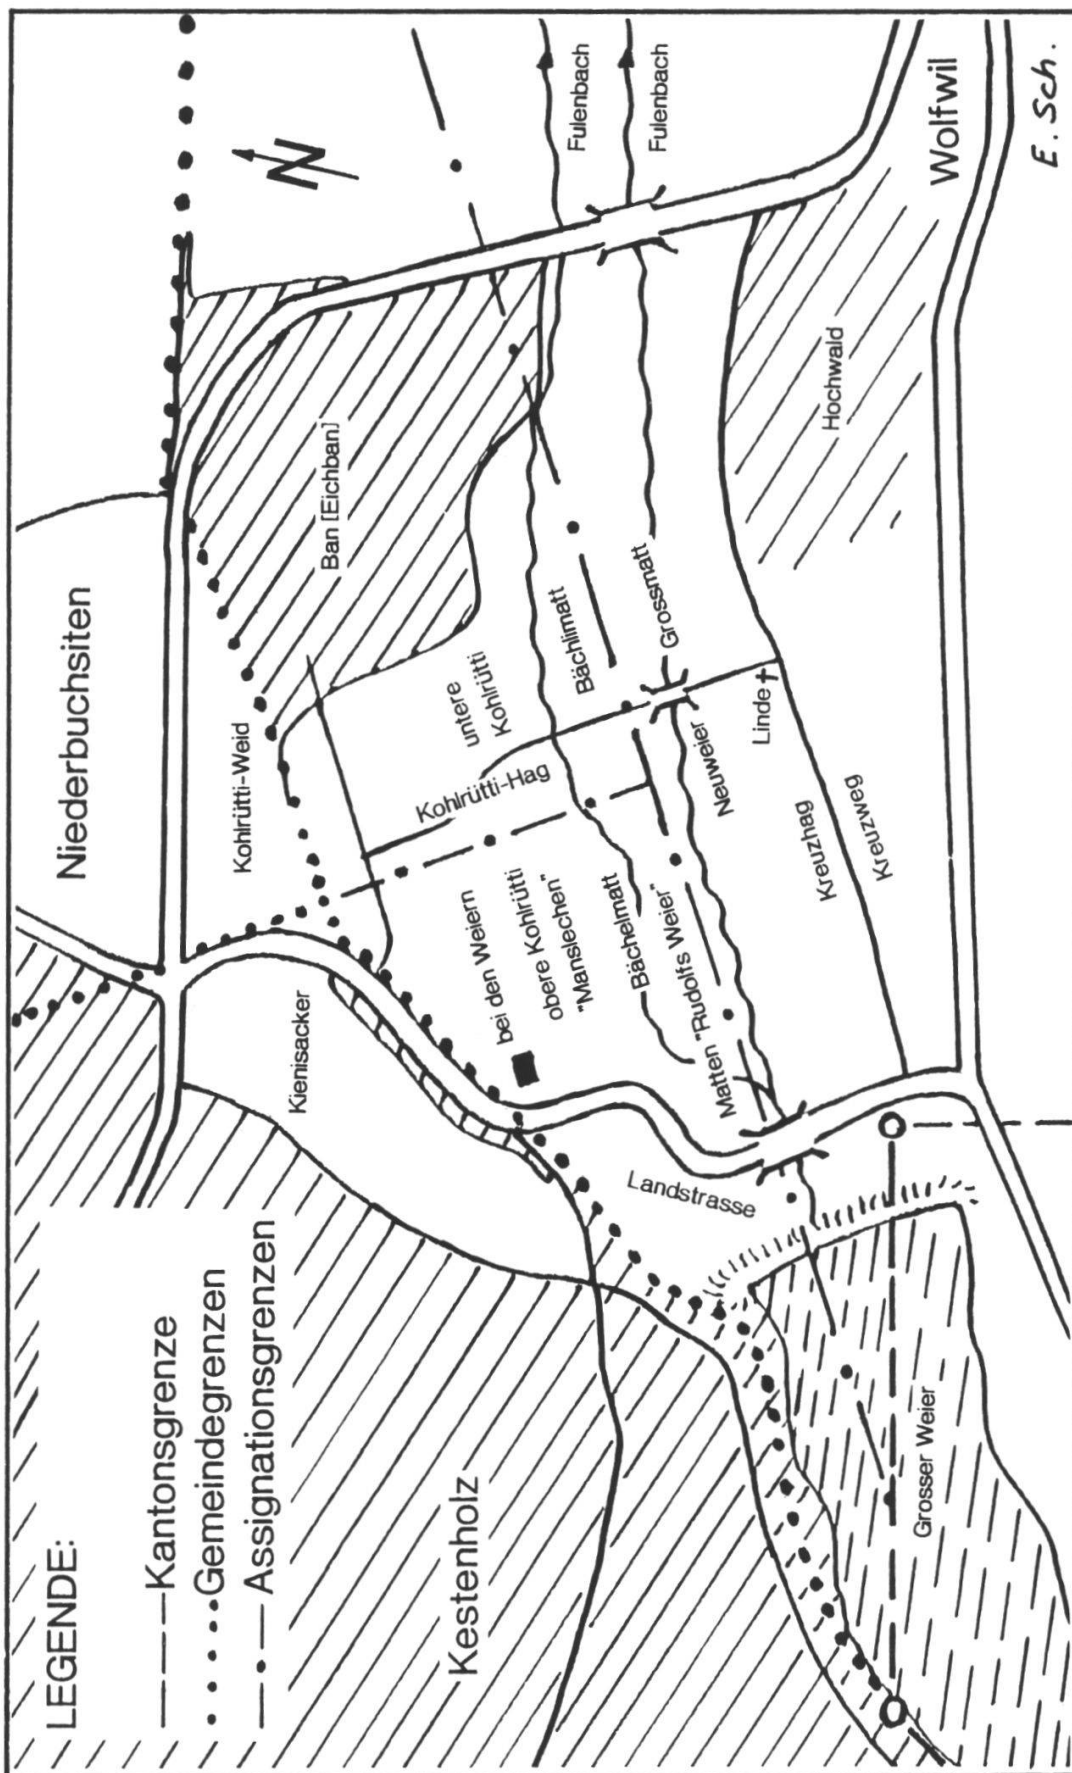 LEGENDE:
Kantonsgrenze
Gemeindegrenzen
Assignationsgrenzen
Niederbuchsiten
N
Kienisacker
Kohlrütti-Weid
Ban [Eichban]
Kestenholz
bei den Weiern
obere Kohlrütti
"Manslechen"
Kohlrütti-Hag
untere
Kohlrütti
Fulenbach
Fulenbach
Landstrasse
Bächelmatt
Bächlimatt
Matten "Rudolfs Weier"
Neuweier
Grossmatt
Linde
Hochwald
Kreuzhag
Kreuzweg
Grosser Weier
Wolfwil
E. Sch.